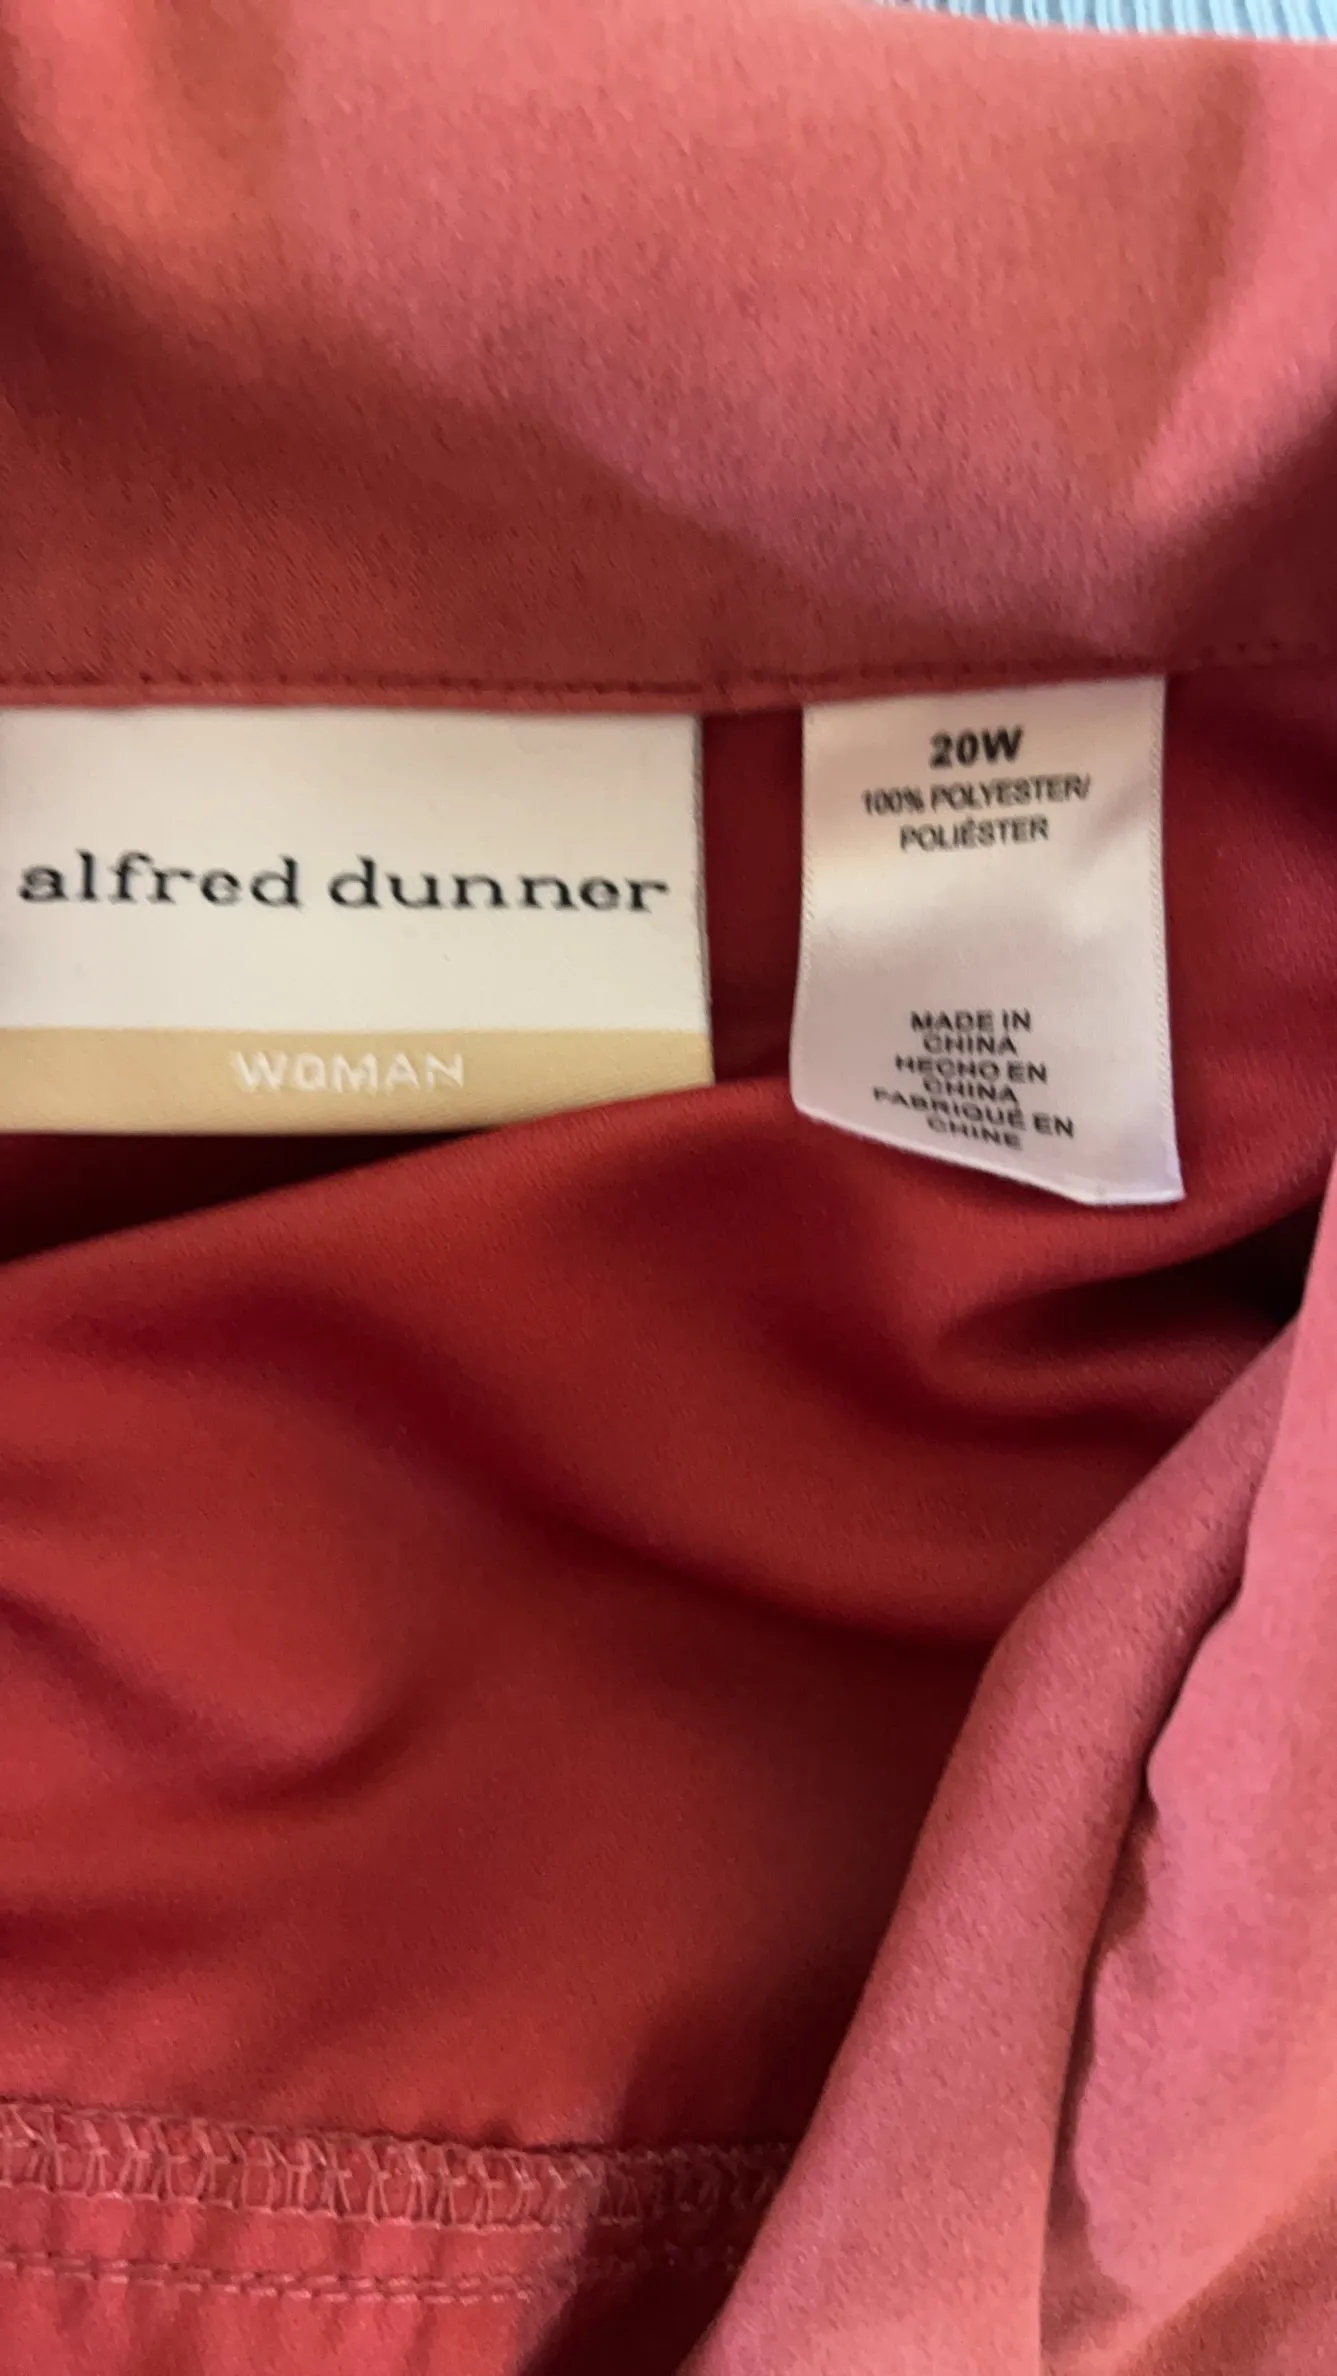 alfred dunner
WOMAN
20W
100% POLYESTER/
POLIÉSTER
MADE IN
CHINA
HECHO EN
CHINA
FABRIQUÉ EN
CHINE